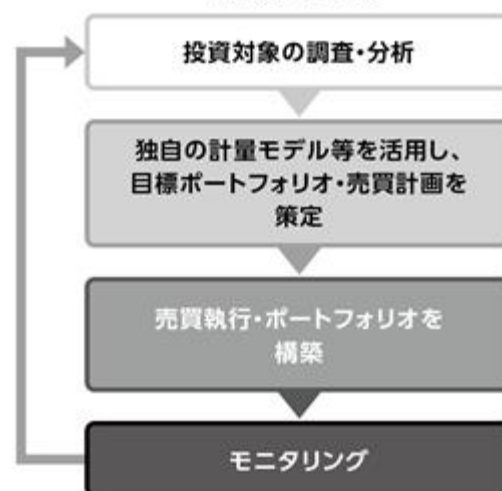 投資対象の調査・分析
独自の計量モデル等を活用し、
目標ポートフォリオ・売買計画を
策定
売買執行・ポートフォリオを
構築
モニタリング